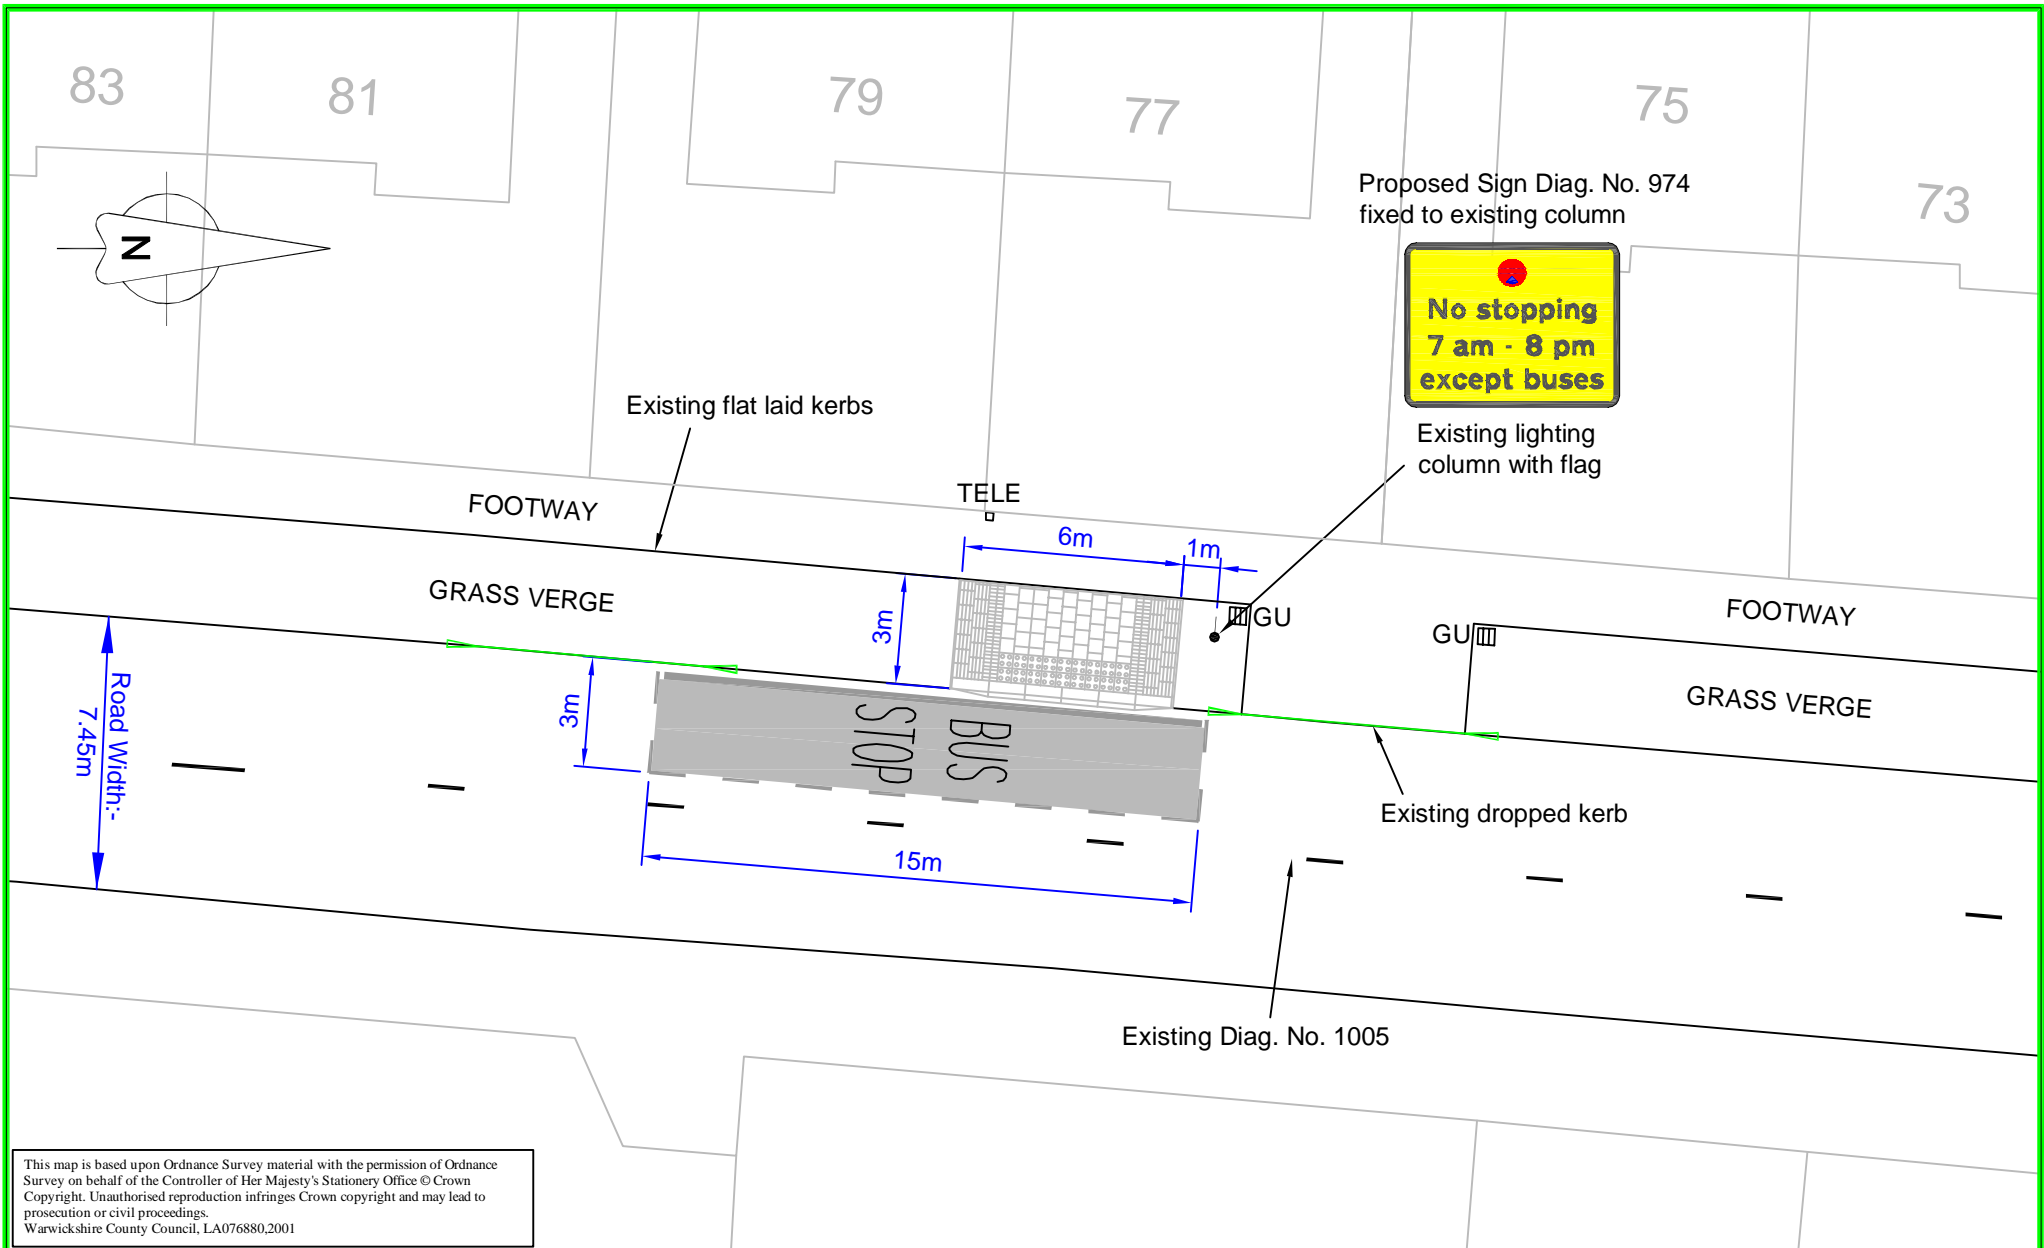 83
81
79
77
75
73
N
Proposed Sign Diag. No. 974
fixed to existing column
No stopping
7 am - 8 pm
except buses
Existing flat laid kerbs
Existing lighting
column with flag
TELE
FOOTWAY
6m
1m
GRASS VERGE
3m
GU
GU
FOOTWAY
GRASS VERGE
Road Width:-
7.45m
3m
BUS
STOP
Existing dropped kerb
15m
Existing Diag. No. 1005
This map is based upon Ordnance Survey material with the permission of Ordnance
Survey on behalf of the Controller of Her Majesty's Stationery Office © Crown
Copyright. Unauthorised reproduction infringes Crown copyright and may lead to
prosecution or civil proceedings.
Warwickshire County Council, LA076880,2001